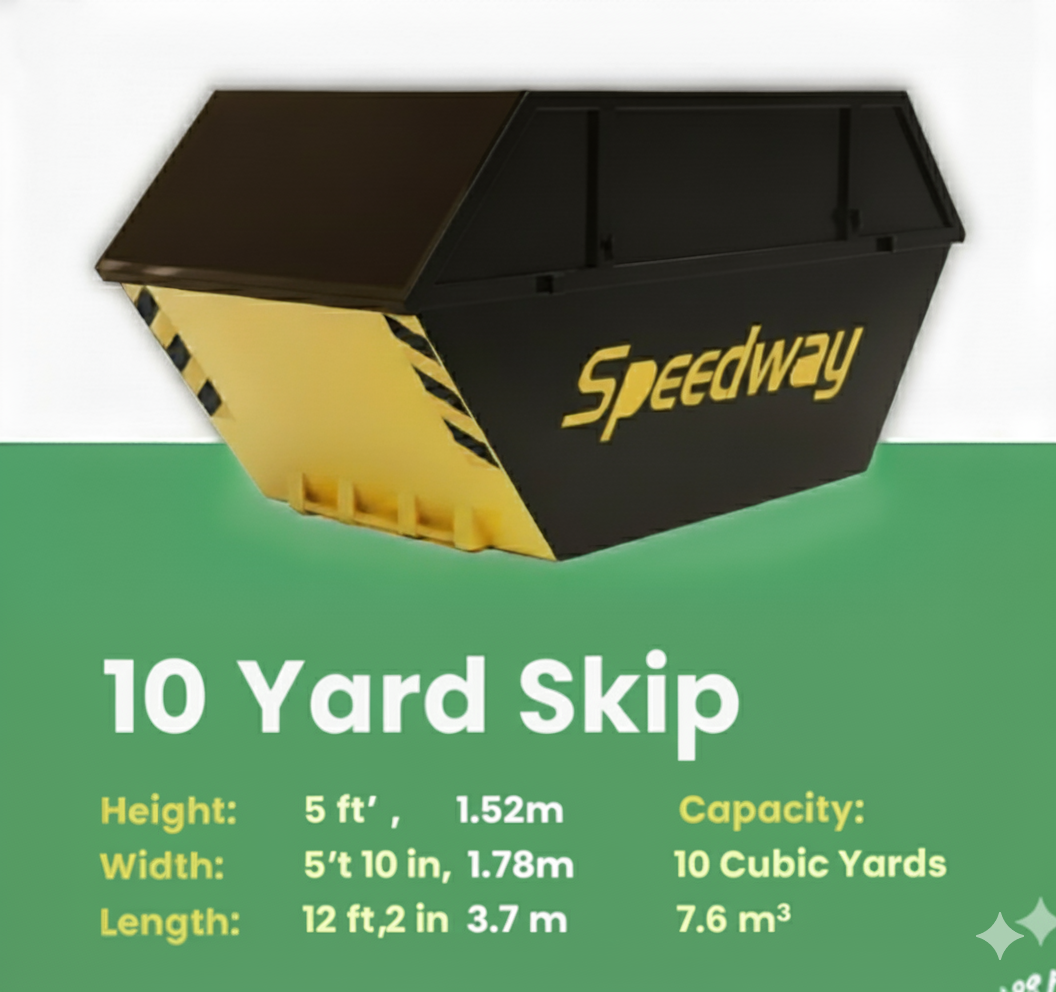 Speedway
10 Yard Skip
Height: 5 ft’ , 1.52m
Width: 5’t 10 in, 1.78m
Length: 12 ft,2 in 3.7 m
Capacity:
10 Cubic Yards
7.6 m³